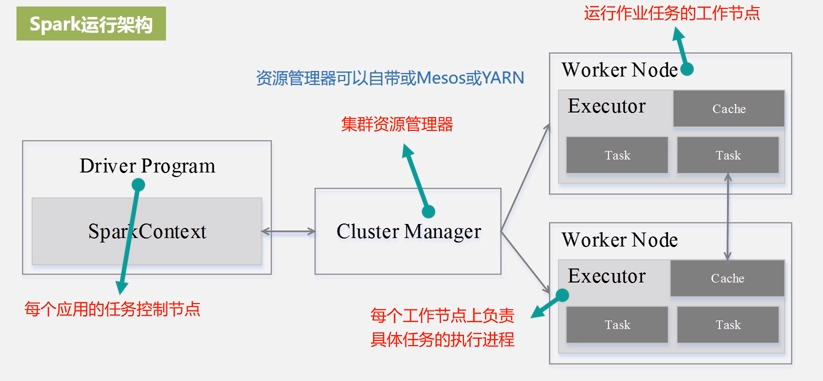 Spark运行架构
运行作业任务的工作节点
资源管理器可以自带或Mesos或YARN
集群资源管理器
Driver Program
SparkContext
每个应用的任务控制节点
Cluster Manager
Worker Node
Executor
Cache
Task
Task
Worker Node
Executor
Cache
Task
Task
每个工作节点上负责
具体任务的执行进程